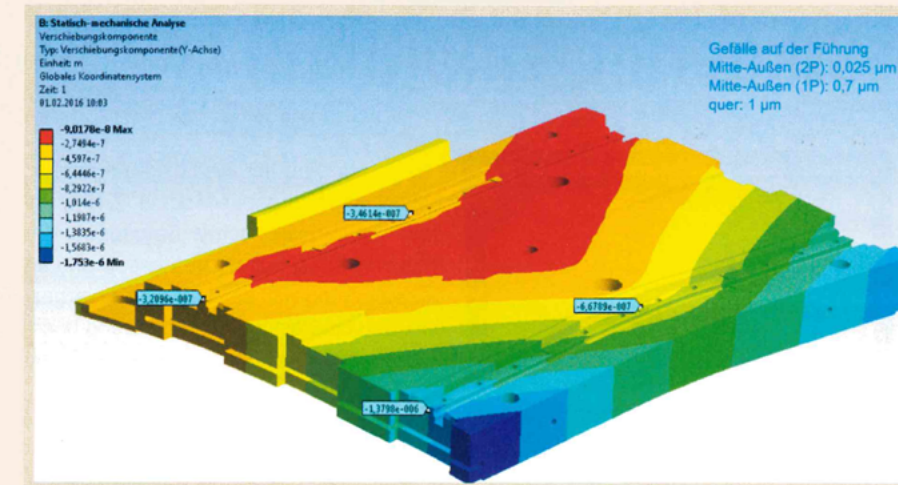 B: Statisch-mechanische Analyse
Verschiebungskomponente
Typ: Verschiebungskomponente(Y-Achse)
Einheit: m
Globales Koordinatensystem
Zeit: 1
01.02.2016 10:03
-9,0178e-8 Max
-2,7494e-7
-4,597e-7
-6,4446e-7
-8,2922e-7
-1,014e-6
-1,1987e-6
-1,3835e-6
-1,5683e-6
-1,753e-6 Min
Gefälle auf der Führung
Mitte-Außen (2P): 0,025 µm
Mitte-Außen (1P): 0,7 µm
quer: 1 µm
-3,4614e-007
-3,2096e-007
-6,6789e-007
-1,3798e-006